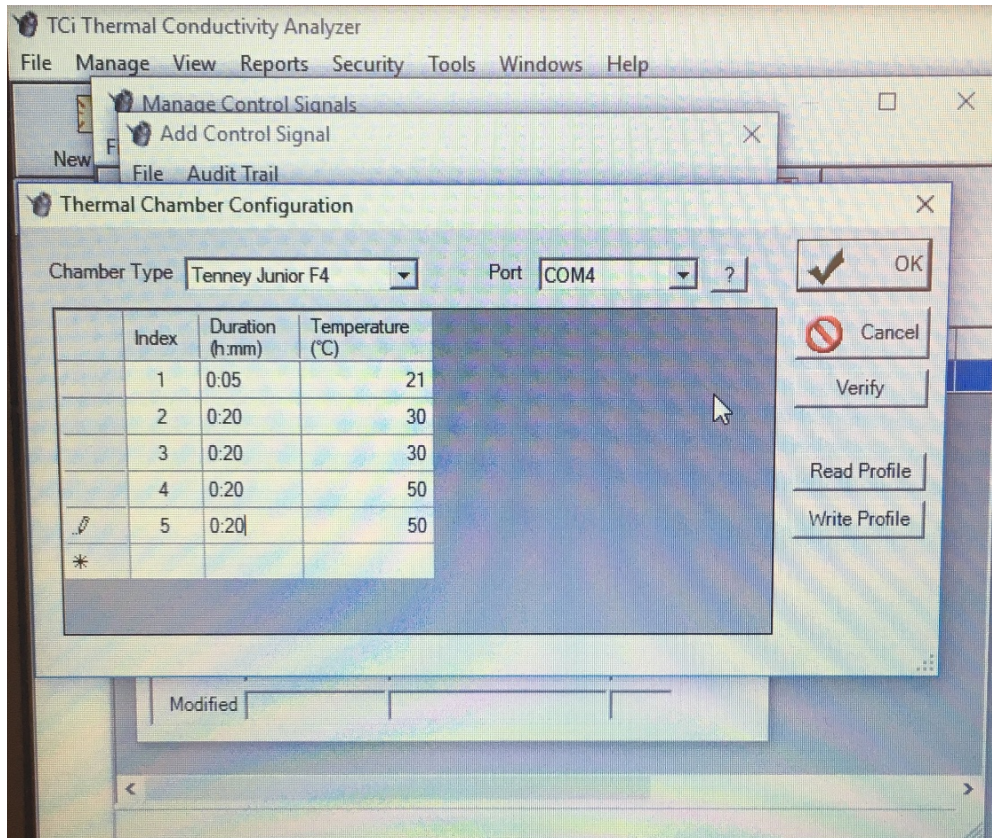 TCi Thermal Conductivity Analyzer
File Manage View Reports Security Tools Windows Help
Manage Control Signals
New
Add Control Signal
File Audit Trail
Thermal Chamber Configuration
Chamber Type Tenney Junior F4 Port COM4 ? OK
Index Duration (h:mm) Temperature (°C)
Cancel
1 0:05 21
Verify
2 0:20 30
3 0:20 30
Read Profile
4 0:20 50
Write Profile
5 0:20 50
Modified